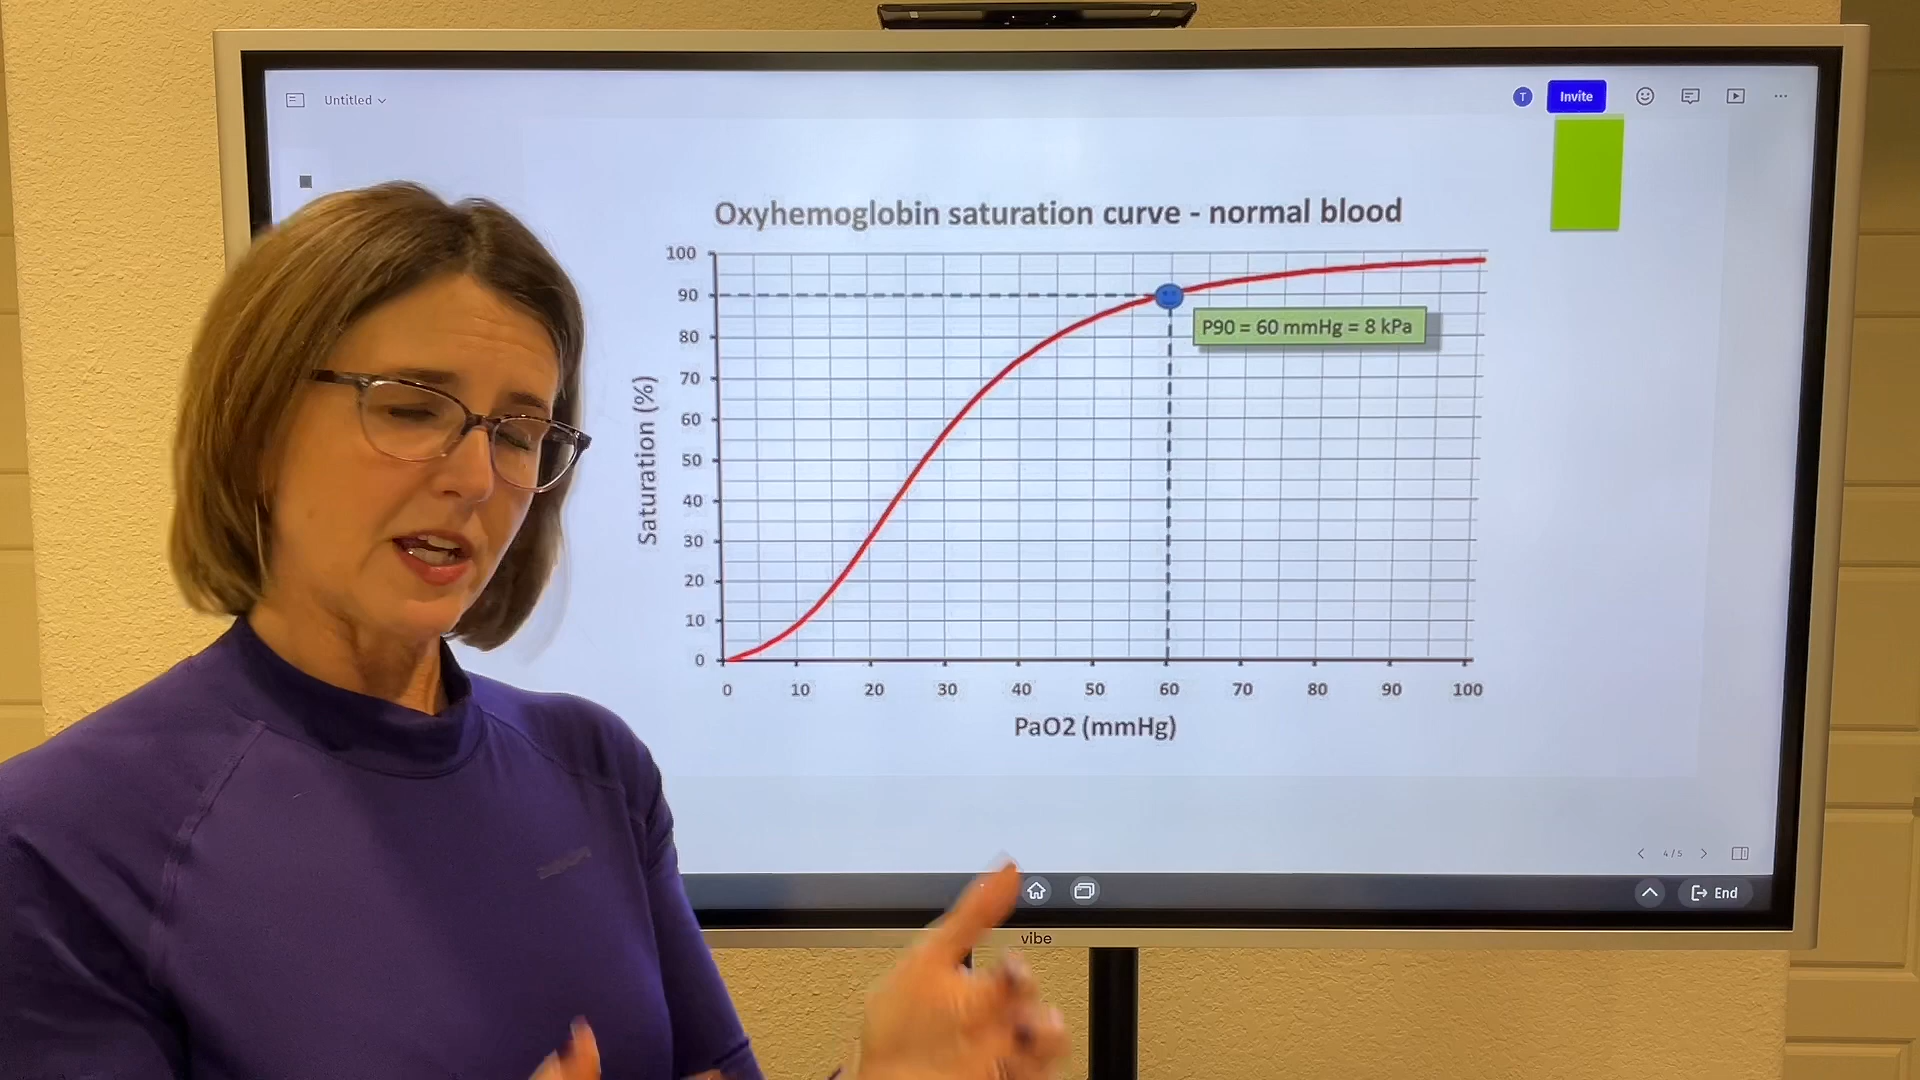 Untitled
T
Invite
Oxyhemoglobin saturation curve - normal blood
100
90
80
70
60
50
40
30
20
10
0
Saturation (%)
P90 = 60 mmHg = 8 kPa
0 10 20 30 40 50 60 70 80 90 100
PaO2 (mmHg)
4/5
End
vibe